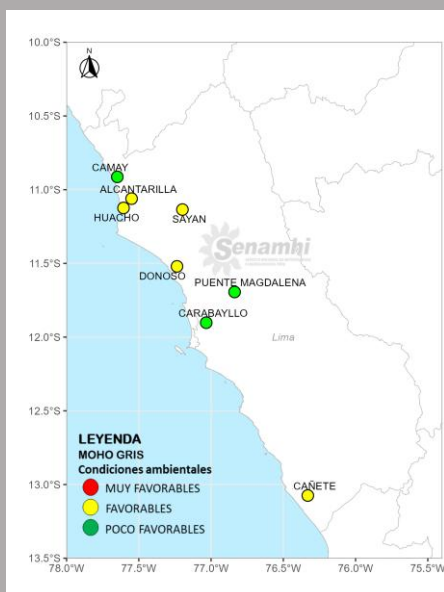 N
10.0°S
10.5°S
11.0°S
11.5°S
12.0°S
12.5°S
13.0°S
13.5°S
CAMAY
ALCANTARILLA
HUACHO
SAYAN
Senamhi
DONOSO
PUENTE MAGDALENA
CARABAYLLO
Lima
CAÑETE
LEYENDA
MOHO GRIS
Condiciones ambientales
MUY FAVORABLES
FAVORABLES
POCO FAVORABLES
78.0°W 77.5°W 77.0°W 76.5°W 76.0°W 75.5°W